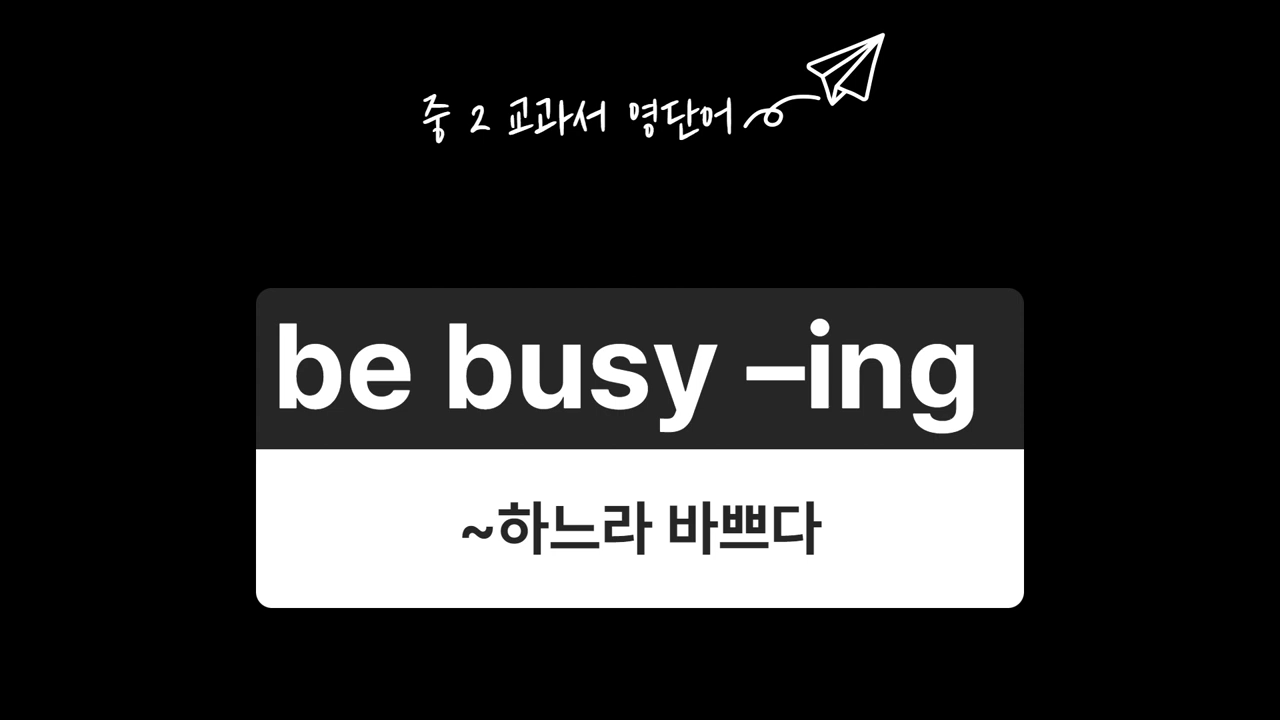 중 2 교과서 영단어
be busy –ing
~하느라 바쁘다